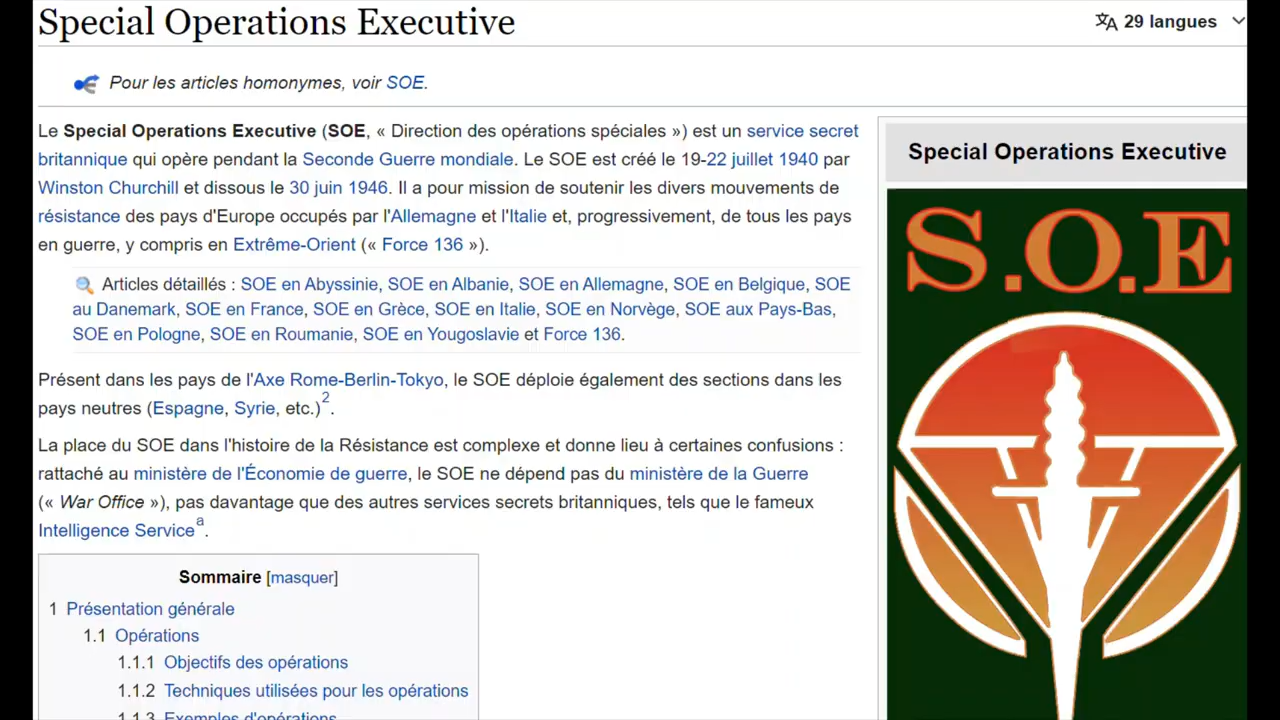 Special Operations Executive
29 langues
Pour les articles homonymes, voir SOE.
Le Special Operations Executive (SOE, « Direction des opérations spéciales ») est un service secret
britannique qui opère pendant la Seconde Guerre mondiale. Le SOE est créé le 19-22 juillet 1940 par
Winston Churchill et dissous le 30 juin 1946. Il a pour mission de soutenir les divers mouvements de
résistance des pays d'Europe occupés par l'Allemagne et l'Italie et, progressivement, de tous les pays
en guerre, y compris en Extrême-Orient (« Force 136 »).
Articles détaillés : SOE en Abyssinie, SOE en Albanie, SOE en Allemagne, SOE en Belgique, SOE
au Danemark, SOE en France, SOE en Grèce, SOE en Italie, SOE en Norvège, SOE aux Pays-Bas,
SOE en Pologne, SOE en Roumanie, SOE en Yougoslavie et Force 136.
Présent dans les pays de l'Axe Rome-Berlin-Tokyo, le SOE déploie également des sections dans les
pays neutres (Espagne, Syrie, etc.)2.
La place du SOE dans l'histoire de la Résistance est complexe et donne lieu à certaines confusions :
rattaché au ministère de l'Économie de guerre, le SOE ne dépend pas du ministère de la Guerre
(« War Office »), pas davantage que des autres services secrets britanniques, tels que le fameux
Intelligence Servicea.
Sommaire [masquer]
1 Présentation générale
1.1 Opérations
1.1.1 Objectifs des opérations
1.1.2 Techniques utilisées pour les opérations
1.1.3 Exemples d'opérations
Special Operations Executive
S.O.E